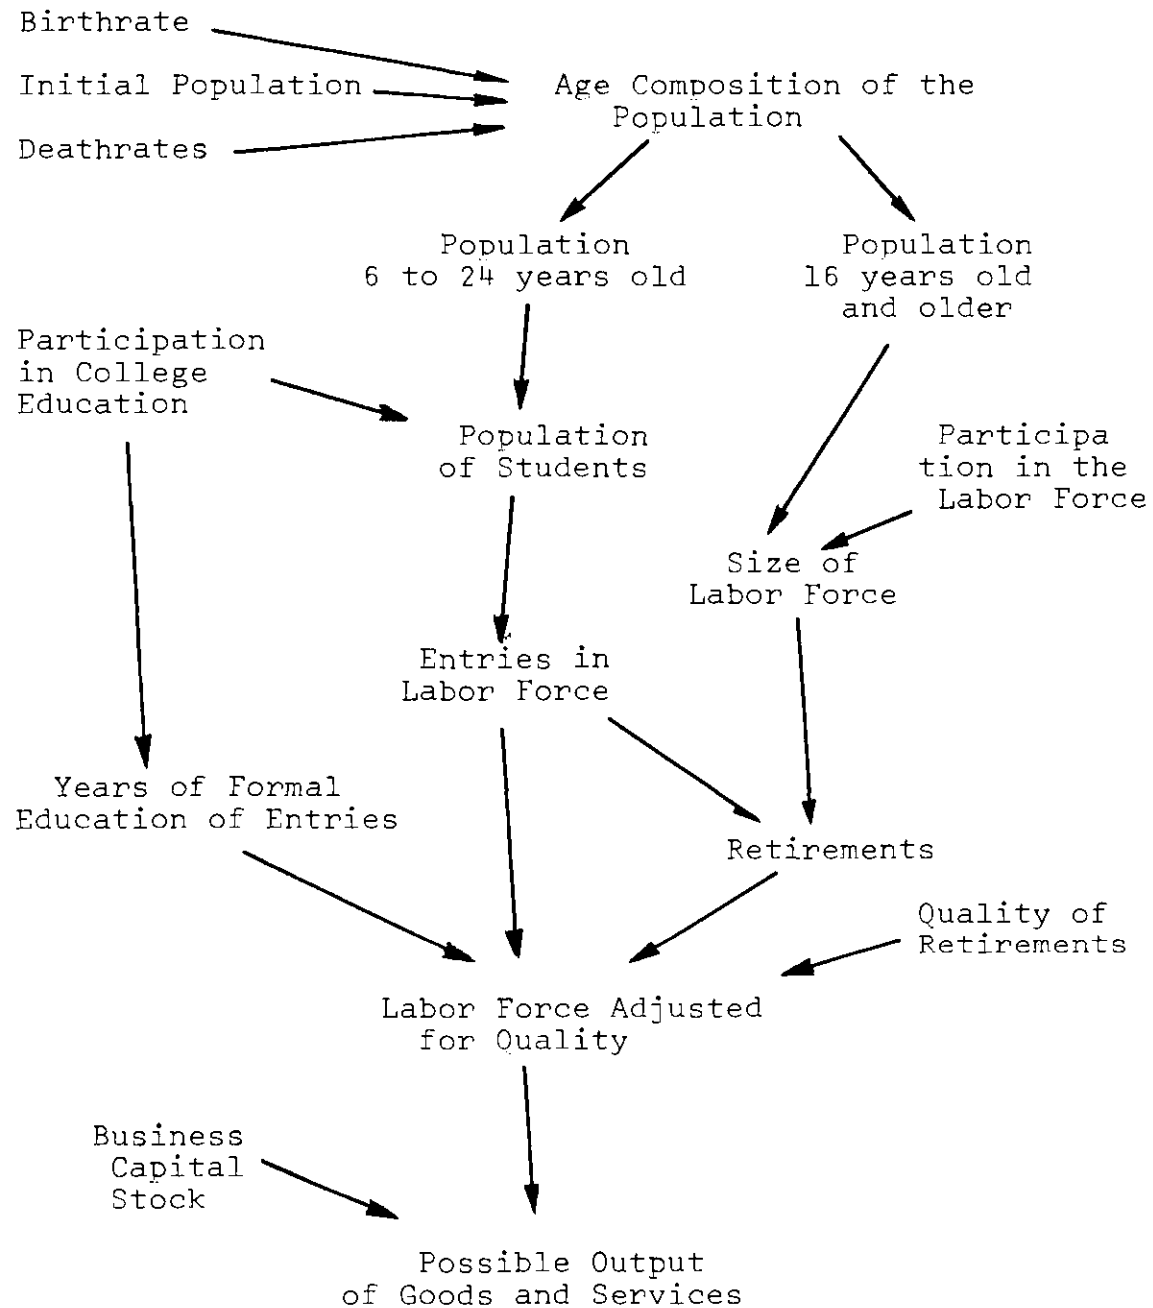 Birthrate
Initial Population
Deathrates
Age Composition of the
Population
Population
6 to 24 years old
Population
16 years old
and older
Participation
in College
Education
Population
of Students
Participa
tion in the
Labor Force
Size of
Labor Force
Entries in
Labor Force
Years of Formal
Education of Entries
Retirements
Quality of
Retirements
Labor Force Adjusted
for Quality
Business
Capital
Stock
Possible Output
of Goods and Services